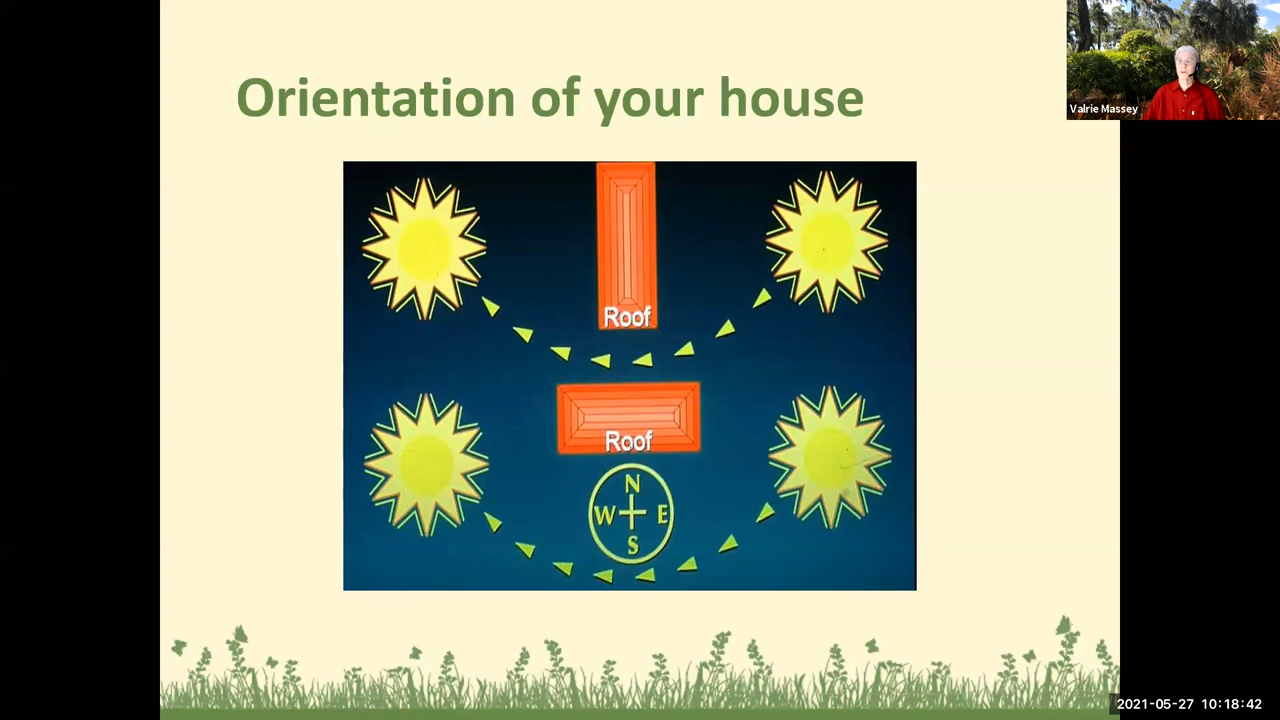 Orientation of your house
Valrie Massey
Roof
Roof
N
W E
S
2021-05-27 10:18:42